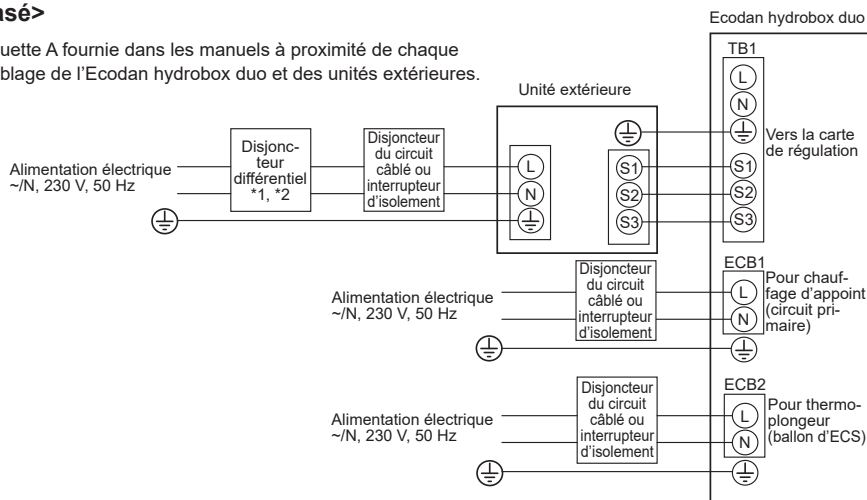 Ecodan hydrobox duo
fournie dans les manuels à proximité de chaque
de l’Ecodan hydrobox duo et des unités extérieures.
Unité extérieure
TB1
L
N
Vers la carte
de régulation
S1
S2
S3
Alimentation électrique
~/N, 230 V, 50 Hz
Disjonc-
teur
différentiel
*1, *2
Disjoncteur
du circuit
câblé ou
interrupteur
d’isolement
L
N
S1
S2
S3
ECB1
Pour chauf-
fage d’appoint
(circuit pri-
maire)
L
N
Alimentation électrique
~/N, 230 V, 50 Hz
Disjoncteur
du circuit
câblé ou
interrupteur
d’isolement
ECB2
Pour thermo-
plongeur
(ballon d’ECS)
L
N
Alimentation électrique
~/N, 230 V, 50 Hz
Disjoncteur
du circuit
câblé ou
interrupteur
d’isolement